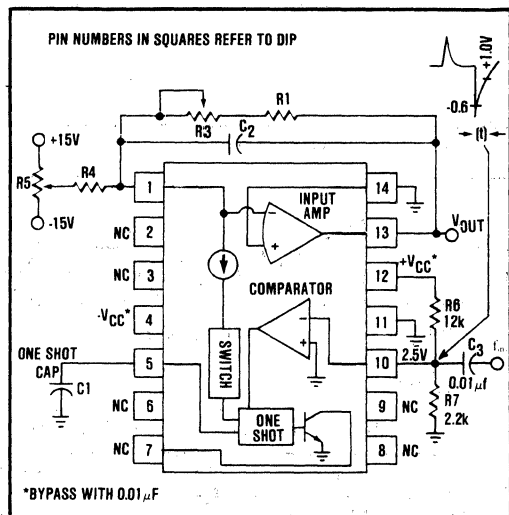 PIN NUMBERS IN SQUARES REFER TO DIP
+1.0V
-0.6
(t)
R1
R3
C2
+15V
R5
R4
-15V
1
14
INPUT
AMP
13
VOUT
NC 2
12 +VCC*
NC 3
COMPARATOR
R6
12k
-VCC* 4
11
ONE SHOT
CAP
C1
5
SWITCH
2.5V
10
C3
0.01µf
fin
NC 6
ONE
SHOT
9 NC
R7
2.2k
NC 7
8 NC
*BYPASS WITH 0.01µF